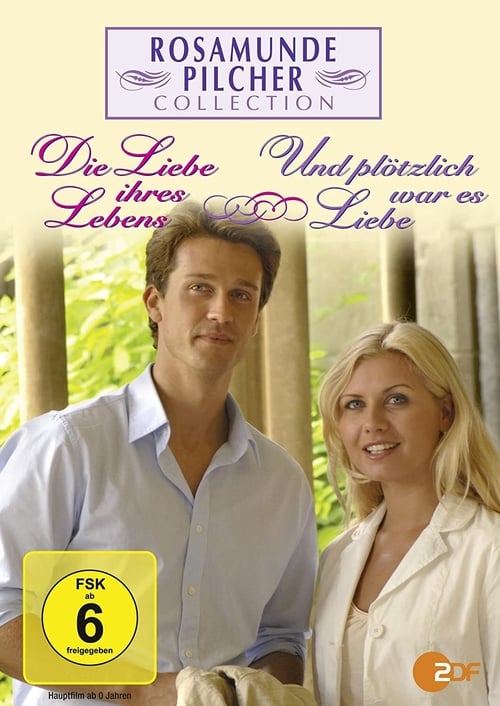 ROSAMUNDE
PILCHER
COLLECTION
Die Liebe
ihres
Lebens
Und plötzlich
war es
Liebe
FSK
ab
6
freigegeben
Hauptfilm ab 0 Jahren
ZDF